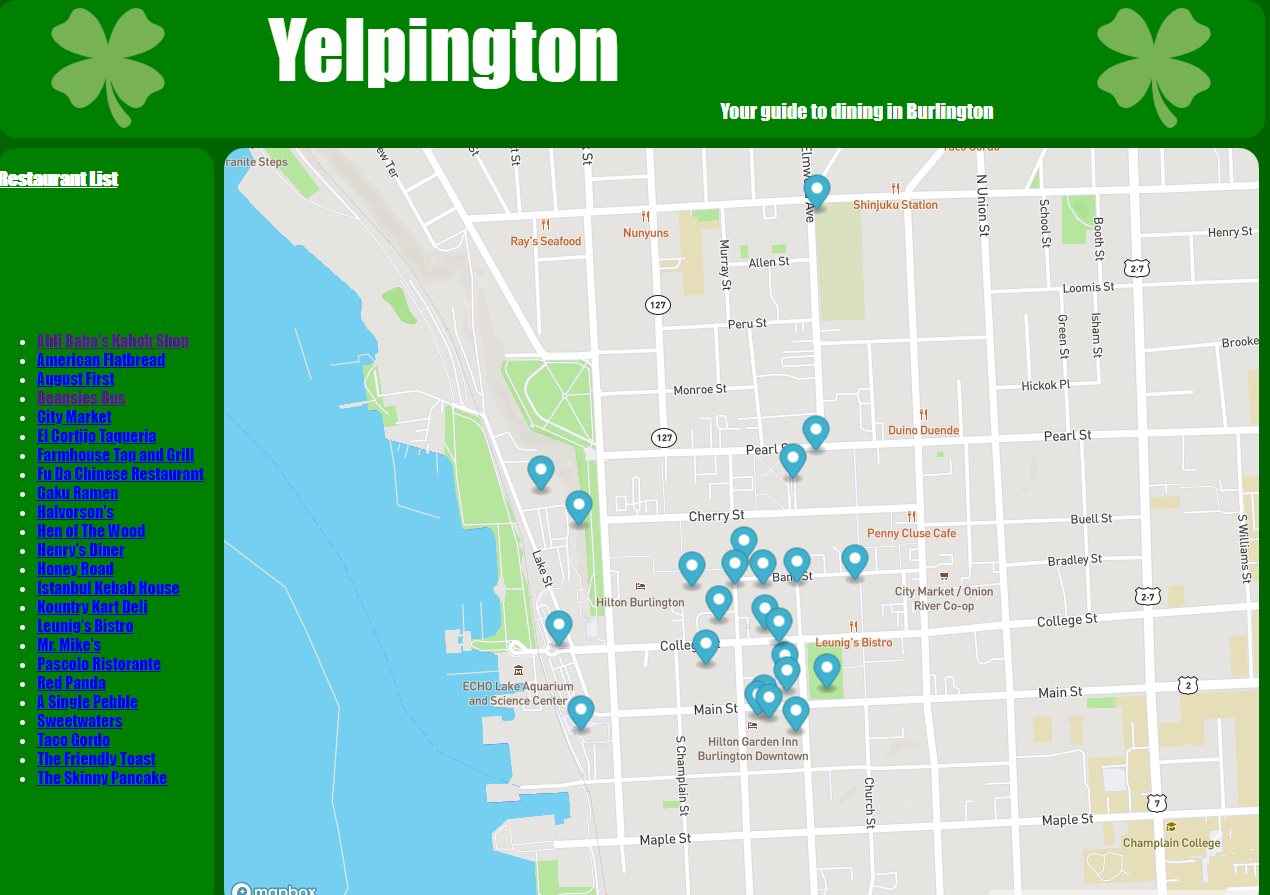 Yelpington
Your guide to dining in Burlington
Restaurant List
Ahli Baba's Kabob Shop
American Flatbread
August First
Beansies Bus
City Market
El Cortijo Taqueria
Farmhouse Tap and Grill
Fu Da Chinese Restaurant
Gaku Ramen
Halvorson's
Hen of The Wood
Henry's Diner
Honey Road
Istanbul Kebab House
Kountry Kart Deli
Leunig's Bistro
Mr. Mike's
Pascolo Ristorante
Red Panda
A Single Pebble
Sweetwaters
Taco Gordo
The Friendly Toast
The Skinny Pancake
ranite Steps
ew Ter
St
t St
St
Elmwood Ave
Taco Gordo
Shinjuku Station
N Union St
School St
Booth St
Henry St
Ray's Seafood
Nunyuns
Murray St
Allen St
2-7
Loomis St
127
Peru St
Green St
Isham St
Brooke
Monroe St
Hickok Pl
127
Duino Duende
Pearl S
Pearl St
Cherry St
Penny Cluse Cafe
Buell St
S Williams St
Lake St
Bank St
Bradley St
Hilton Burlington
City Market / Onion
River Co-op
2-7
College St
Colleg
Leunig's Bistro
ECHO Lake Aquarium
and Science Center
Main St
Main St
2
Hilton Garden Inn
Burlington Downtown
S Champlain St
Church St
7
Maple St
Maple St
Champlain College
mapbox